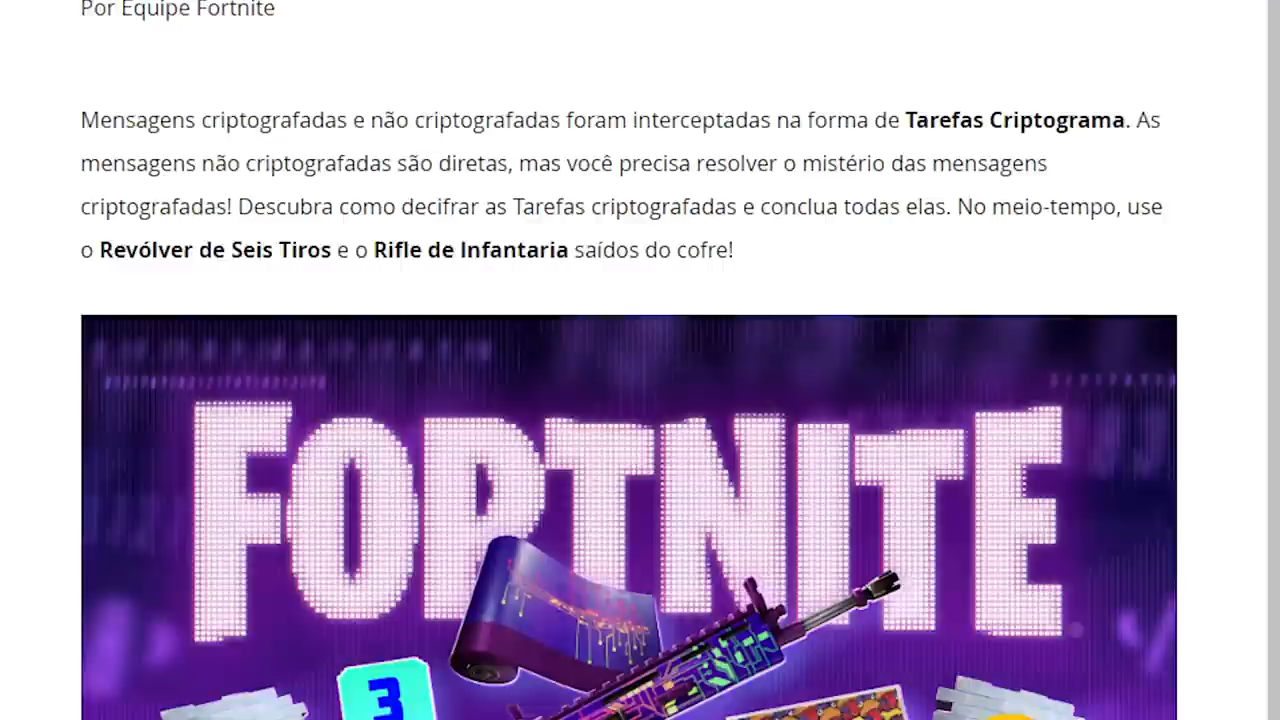 Por Equipe Fortnite
Mensagens criptografadas e não criptografadas foram interceptadas na forma de Tarefas Criptograma. As
mensagens não criptografadas são diretas, mas você precisa resolver o mistério das mensagens
criptografadas! Descubra como decifrar as Tarefas criptografadas e conclua todas elas. No meio-tempo, use
o Revólver de Seis Tiros e o Rifle de Infantaria saídos do cofre!
FORTNITE
3